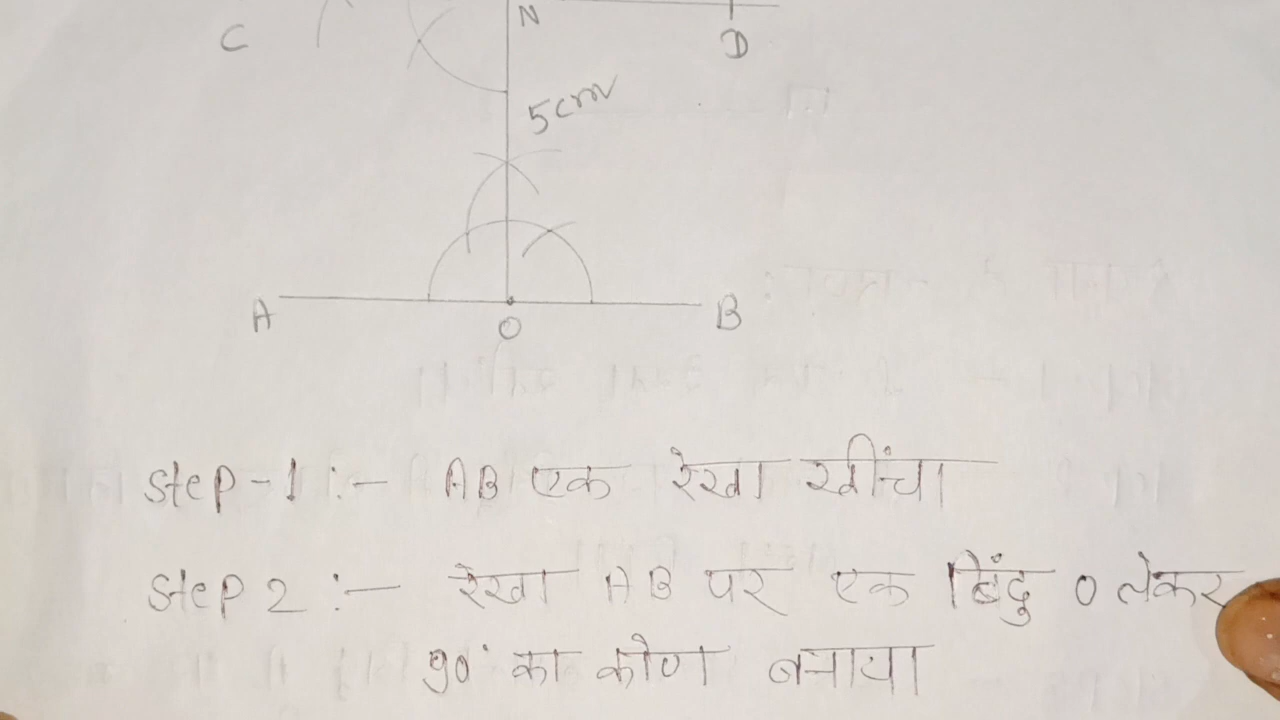 N
C
D
5cm
A
B
O
Step-1:- AB एक रेखा खींचा
Step 2:- रेखा AB पर एक बिंदु O लेकर
90° का कोण बनाया